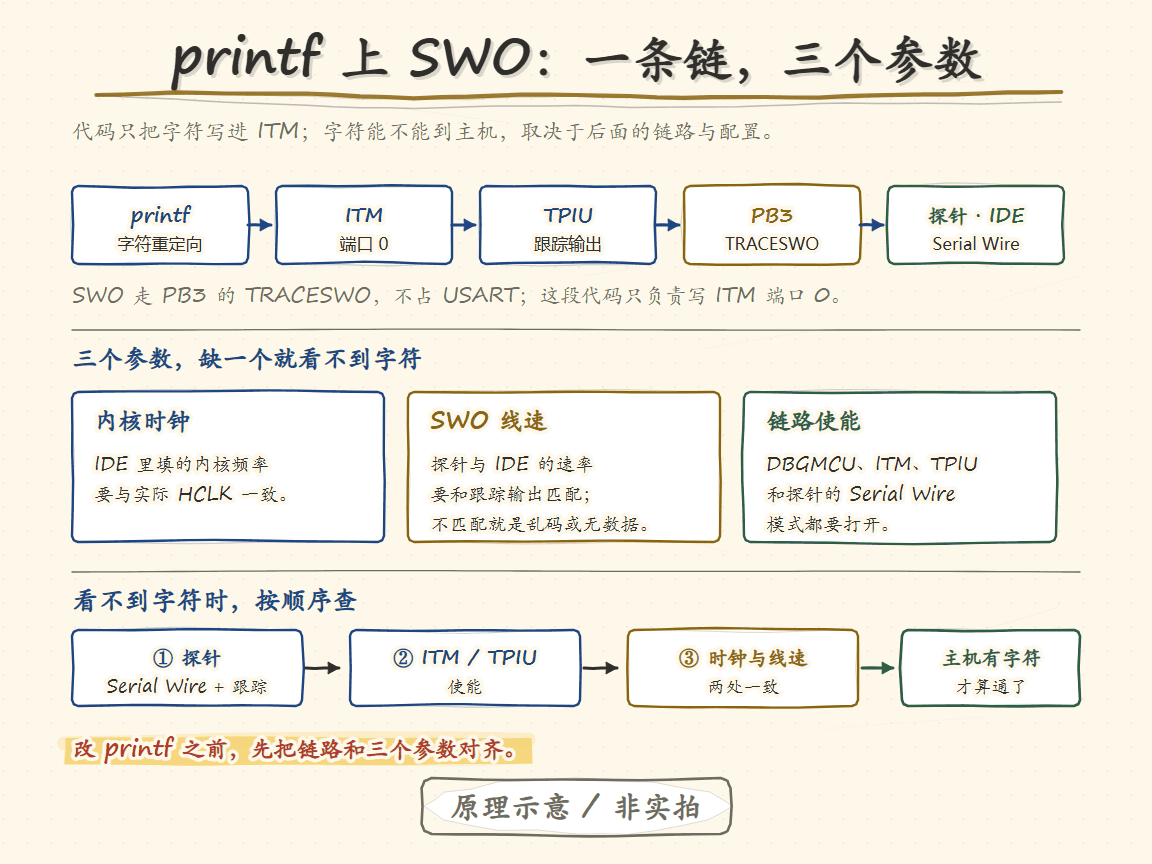 printf 上 SWO：一条链，三个参数
代码只把字符写进 ITM；字符能不能到主机，取决于后面的链路与配置。
printf
字符重定向
ITM
端口 0
TPIU
跟踪输出
PB3
TRACESWO
探针 · IDE
Serial Wire
SWO 走 PB3 的 TRACESWO，不占 USART；这段代码只负责写 ITM 端口 0。
三个参数，缺一个就看不到字符
内核时钟
IDE 里填的内核频率
要与实际 HCLK 一致。
SWO 线速
探针与 IDE 的速率
要和跟踪输出匹配；
不匹配就是乱码或无数据。
链路使能
DBGMCU、ITM、TPIU
和探针的 Serial Wire
模式都要打开。
看不到字符时，按顺序查
① 探针
Serial Wire + 跟踪
② ITM / TPIU
使能
③ 时钟与线速
两处一致
主机有字符
才算通了
改 printf 之前，先把链路和三个参数对齐。
原理示意 / 非实拍